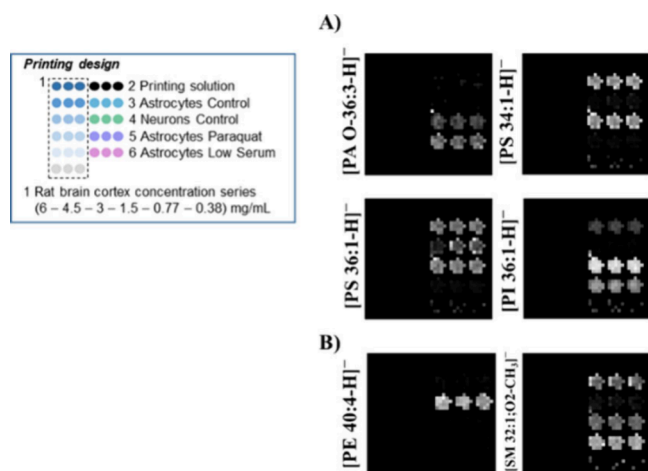 A)
Printing design
1
2 Printing solution
3 Astrocytes Control
4 Neurons Control
5 Astrocytes Paraquat
6 Astrocytes Low Serum
1 Rat brain cortex concentration series
(6 – 4.5 – 3 – 1.5 – 0.77 – 0.38) mg/mL
[PA O-36:3-H]⁻
[PS 34:1-H]⁻
[PS 36:1-H]⁻
[PI 36:1-H]⁻
B)
[PE 40:4-H]⁻
[SM 32:1;O2-CH₃]⁻